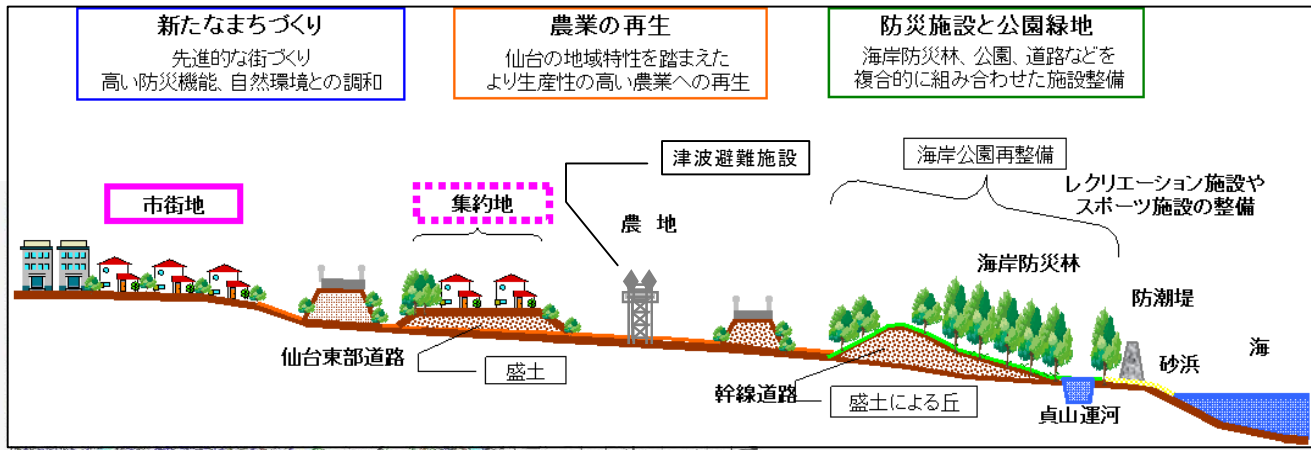 新たなまちづくり
先進的な街づくり
高い防災機能、自然環境との調和
農業の再生
仙台の地域特性を踏まえた
より生産性の高い農業への再生
防災施設と公園緑地
海岸防災林、公園、道路などを
複合的に組み合わせた施設整備
津波避難施設
海岸公園再整備
レクリエーション施設や
スポーツ施設の整備
市街地
集約地
農 地
海岸防災林
防潮堤
海
砂浜
仙台東部道路
盛土
幹線道路
盛土による丘
貞山運河